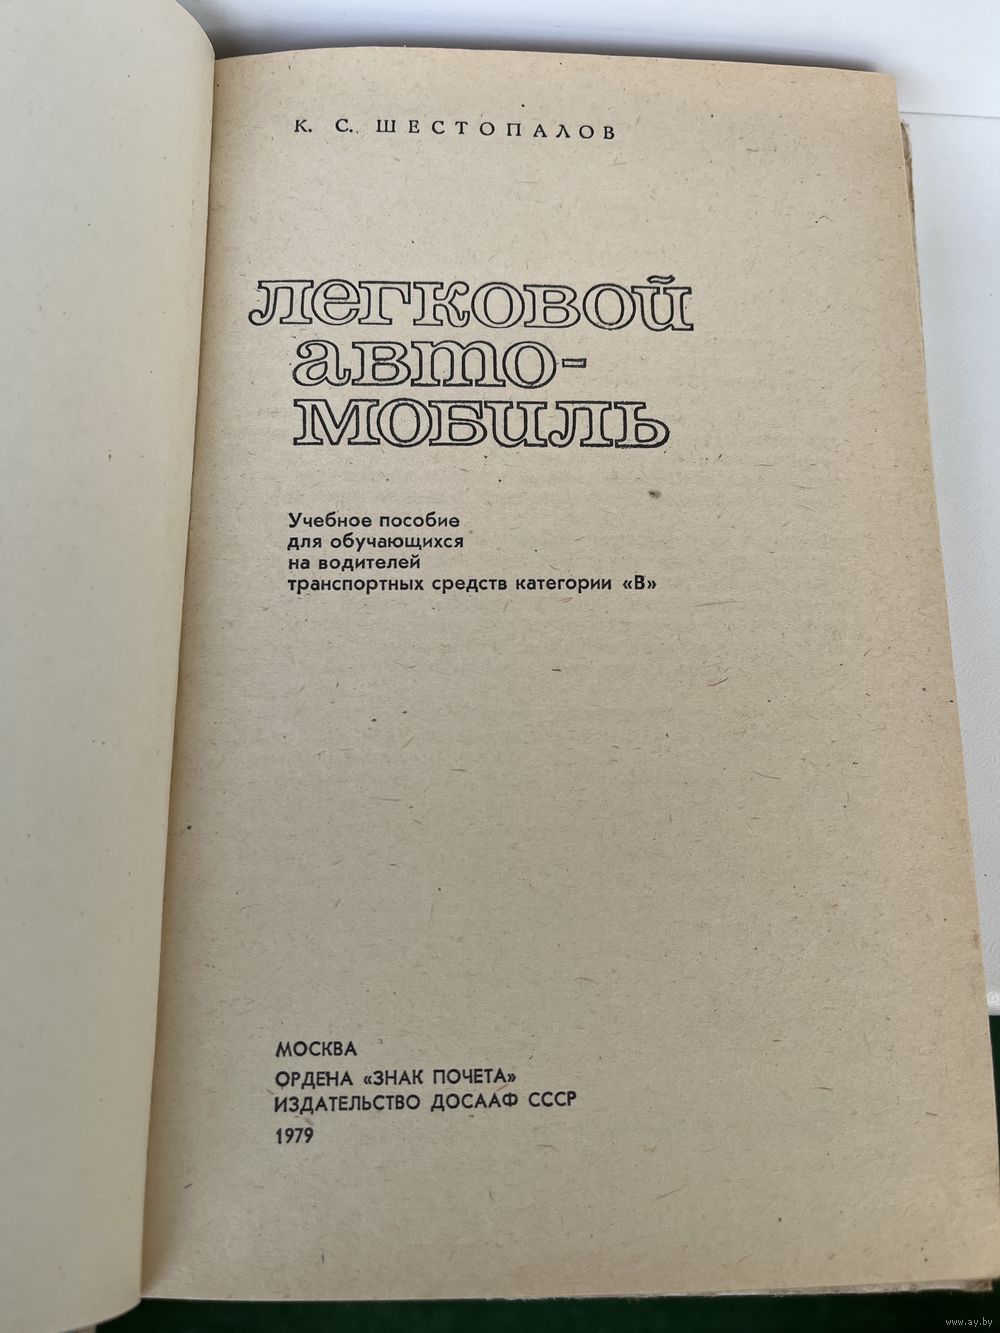 К. С. ШЕСТОПАЛОВ
легковой
авто-
мобиль
Учебное пособие
для обучающихся
на водителей
транспортных средств категории «В»
МОСКВА
ОРДЕНА «ЗНАК ПОЧЕТА»
ИЗДАТЕЛЬСТВО ДОСААФ СССР
1979
www.ay.by